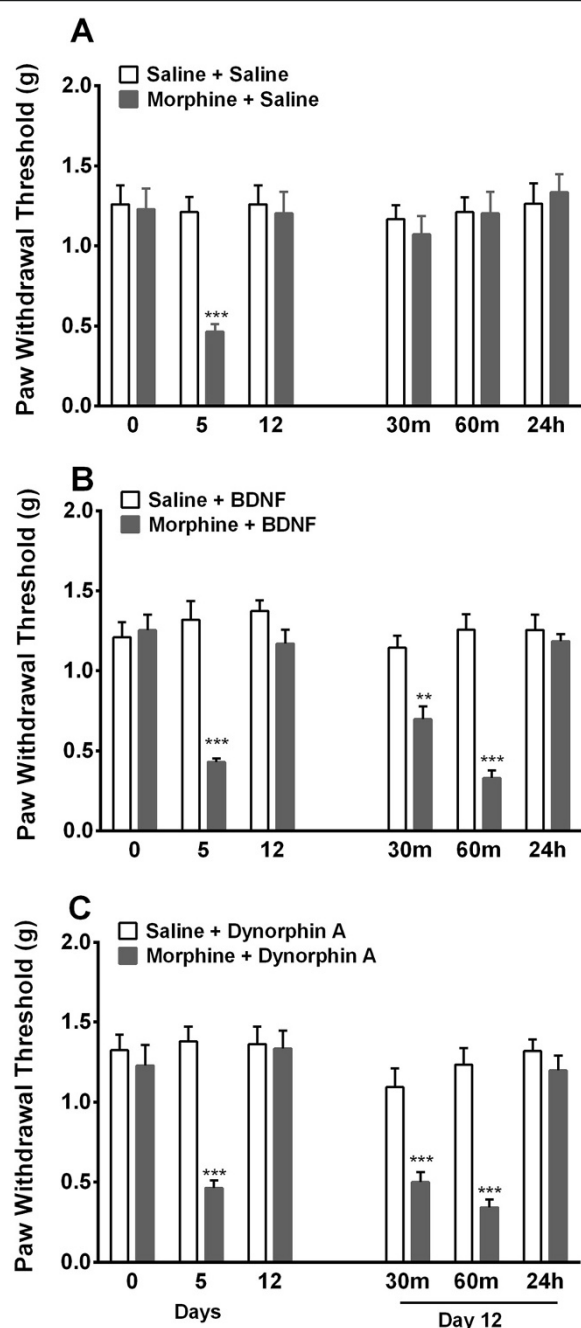 A
Saline + Saline
Morphine + Saline
Paw Withdrawal Threshold (g)
2.0
1.5
1.0
0.5
0.0
***
0 5 12 30m 60m 24h
B
Saline + BDNF
Morphine + BDNF
Paw Withdrawal Threshold (g)
2.0
1.5
1.0
0.5
0.0
***
**
***
0 5 12 30m 60m 24h
C
Saline + Dynorphin A
Morphine + Dynorphin A
Paw Withdrawal Threshold (g)
2.0
1.5
1.0
0.5
0.0
***
***
***
0 5 12 30m 60m 24h
Days Day 12